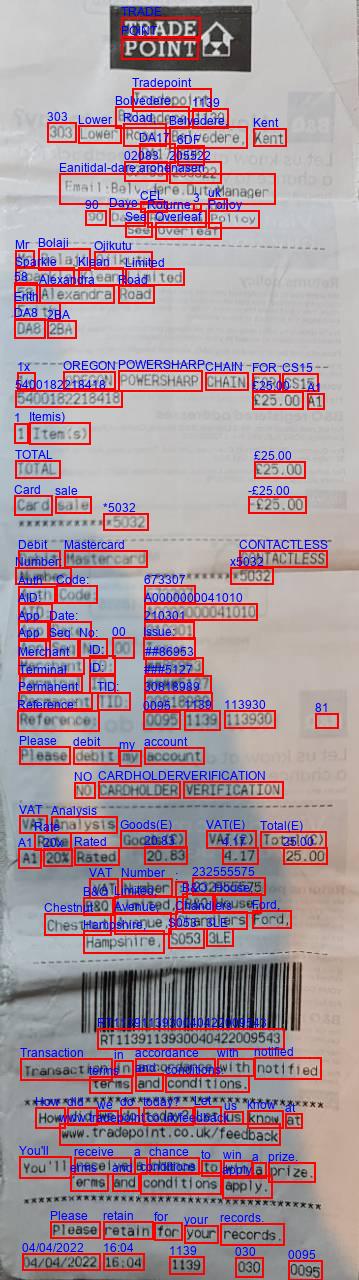 TRADE
POINT
Tradepoint
Belvedere 1139
303 Lower Road, Belvedere, Kent
DA17 6DF
Email:Belvedere.DutyManager
90 Day Policy
See Overleaf
Mr Bolaji Ojikutu
Sparkle Klean Limited
58 Alexandra Road
Erith
DA8 2BA
1x OREGON POWERSHARP CHAIN FOR CS15
5400182218418 £25.00 A1
1 Item(s)
TOTAL £25.00
Card sale -£25.00
************5032
Debit Mastercard CONTACTLESS
Number: ************5032
Auth Code: 673307
AID: A0000000041010
App Date: 210301
App Seq No: 00 Issue:
Merchant ID: ##86953
Terminal ID: ###5127
Permanent TID: 30818989
Reference: 0095 1139 113930
Please debit my account
NO CARDHOLDER VERIFICATION
VAT Analysis
Rate Goods(£) VAT(£) Total(£)
A1 20% Rated 20.83 4.17 25.00
VAT Number : 232555575
B&Q Limited, B&Q House,
Chestnut Avenue, Chandlers Ford,
Hampshire, SO53 3LE
RT1139113930040422009543
Transaction in accordance with notified
terms and conditions.
How did we do today? Let us know at
www.tradepoint.co.uk/feedback
You'll receive a chance to win a prize.
Terms and conditions apply.
Please retain for your records.
04/04/2022 16:04 1139 030 0095